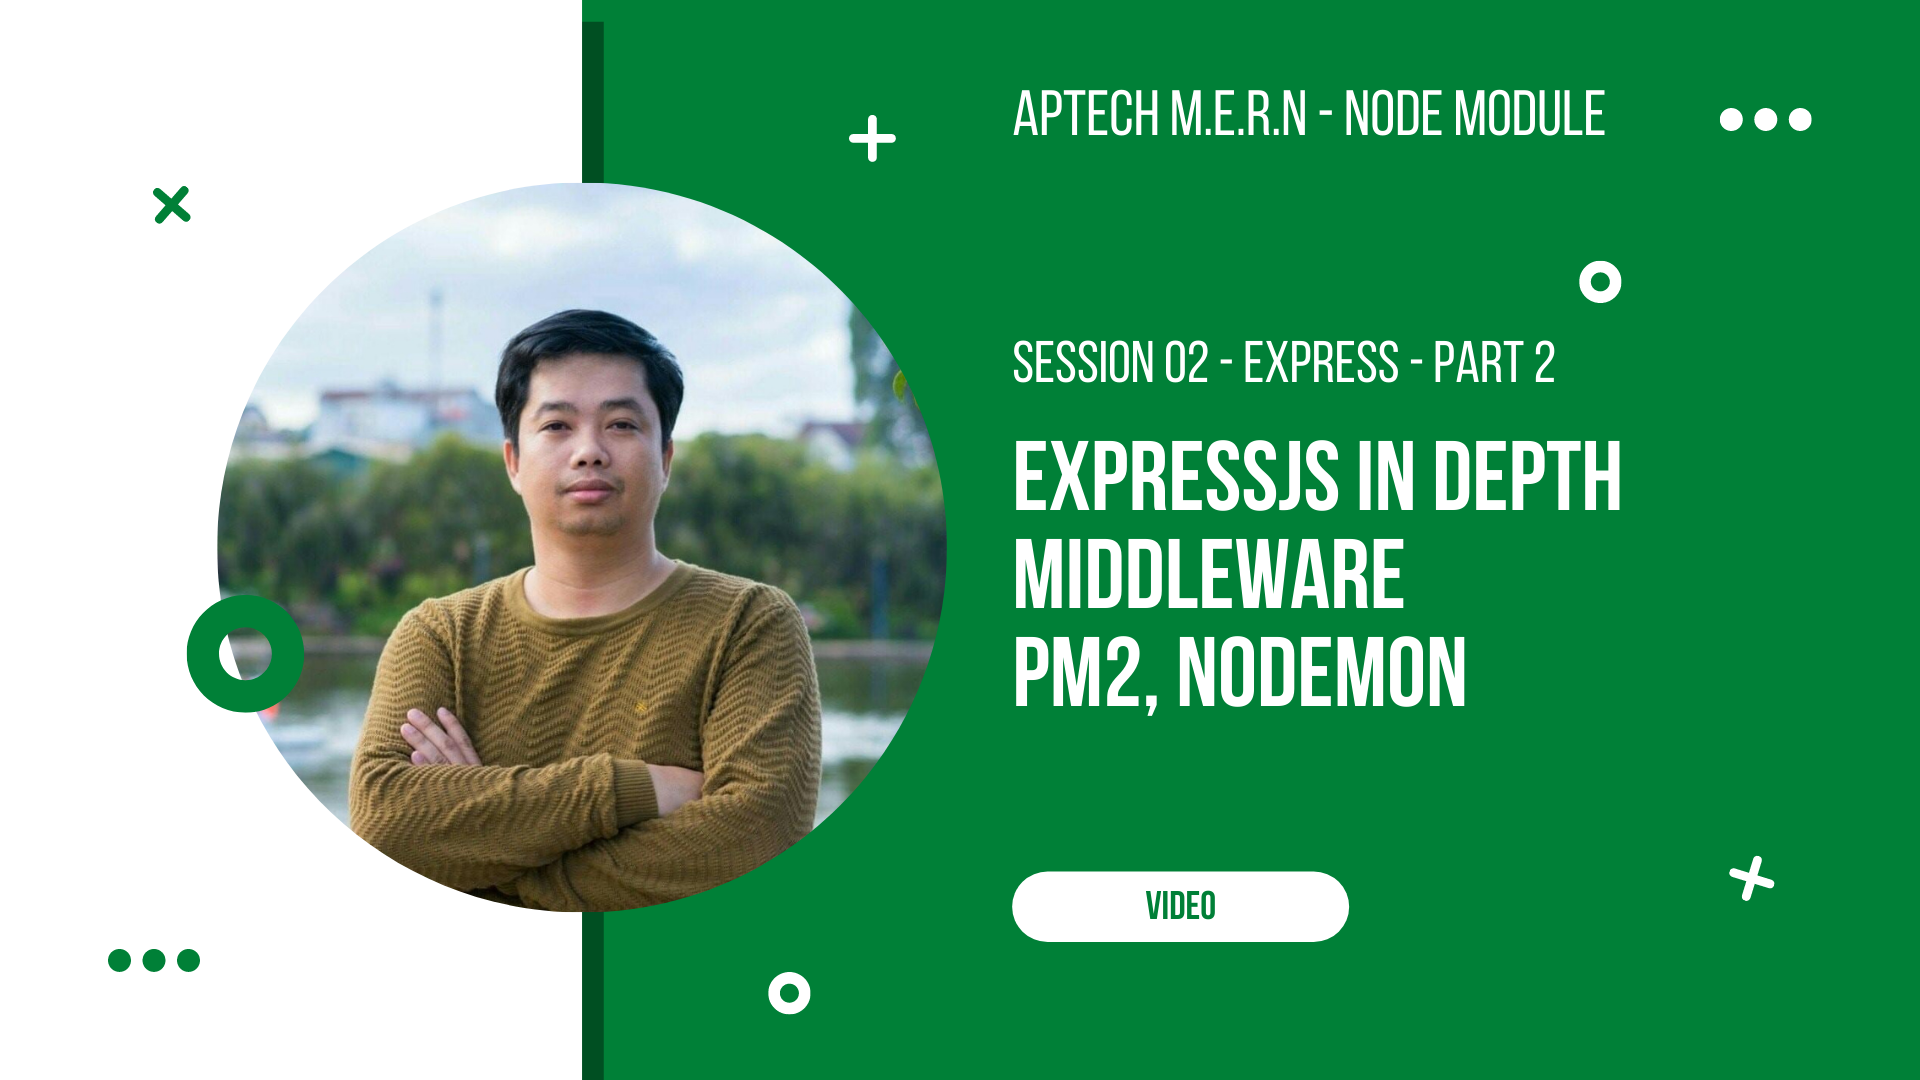 APTECH M.E.R.N - NODE MODULE
SESSION 02 - EXPRESS - PART 2
EXPRESSJS IN DEPTH
MIDDLEWARE
PM2, NODEMON
VIDEO